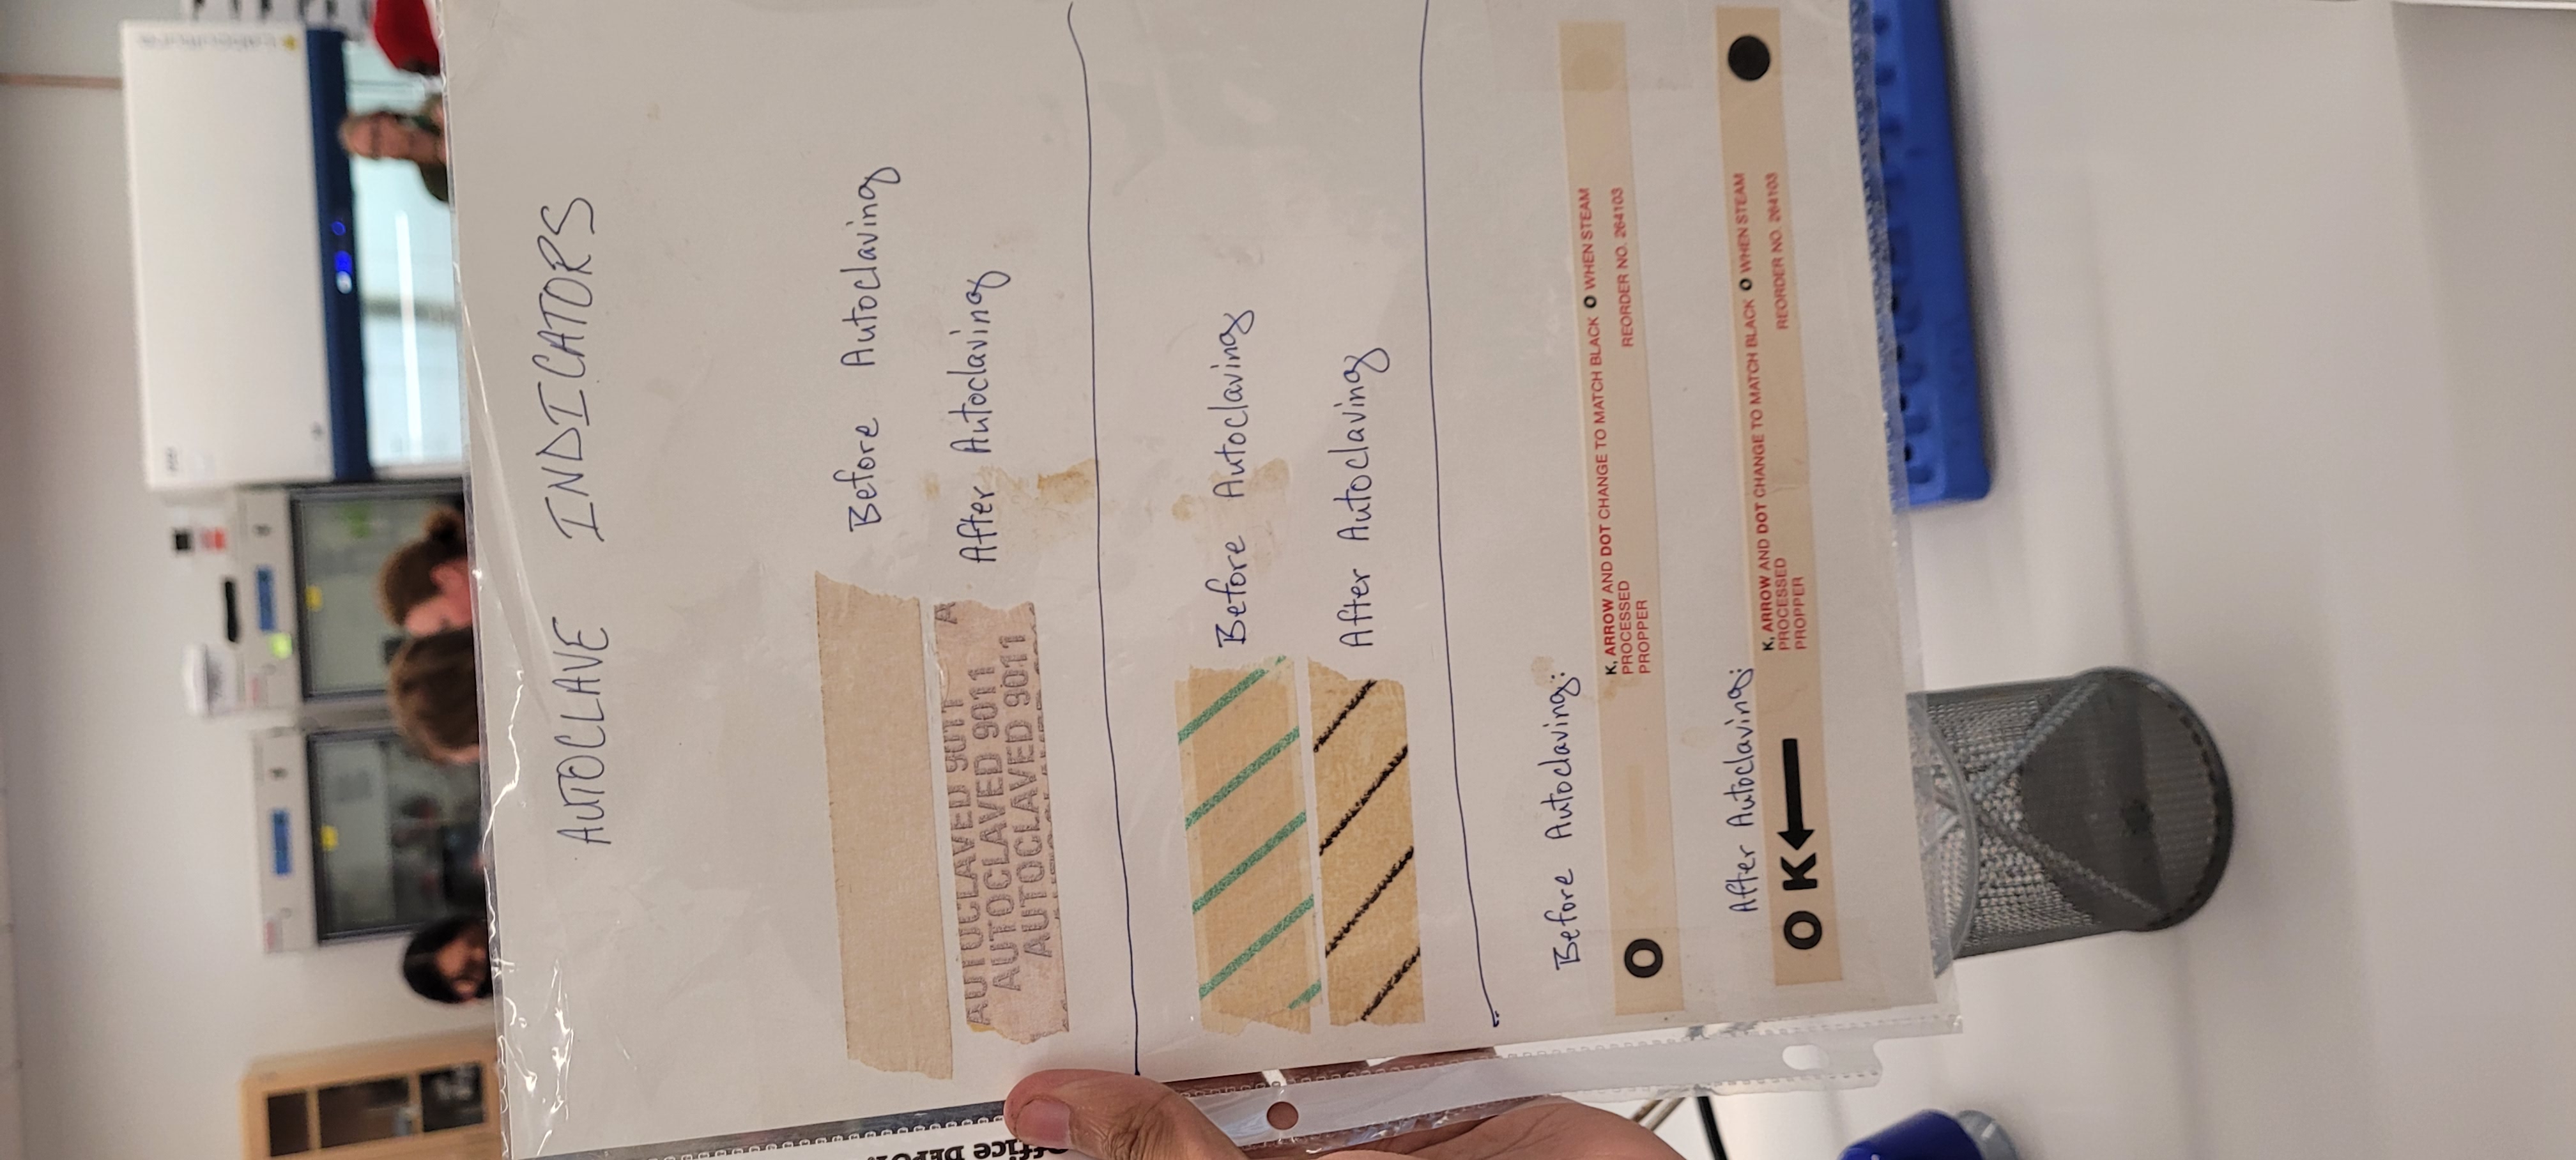 AUTOCLAVE INDICATORS
Before Autoclaving
AUTOCLAVED 9011 A
AUTOCLAVED 9011
AUTOCLAVED 9011
After Autoclaving
Office DEPOT
Before Autoclaving
After Autoclaving
Before Autoclaving:
O
K, ARROW AND DOT CHANGE TO MATCH BLACK O WHEN STEAM
PROCESSED
PROPPER
REORDER NO. 264103
After Autoclaving:
O K
K, ARROW AND DOT CHANGE TO MATCH BLACK O WHEN STEAM
PROCESSED
PROPPER
REORDER NO. 264103